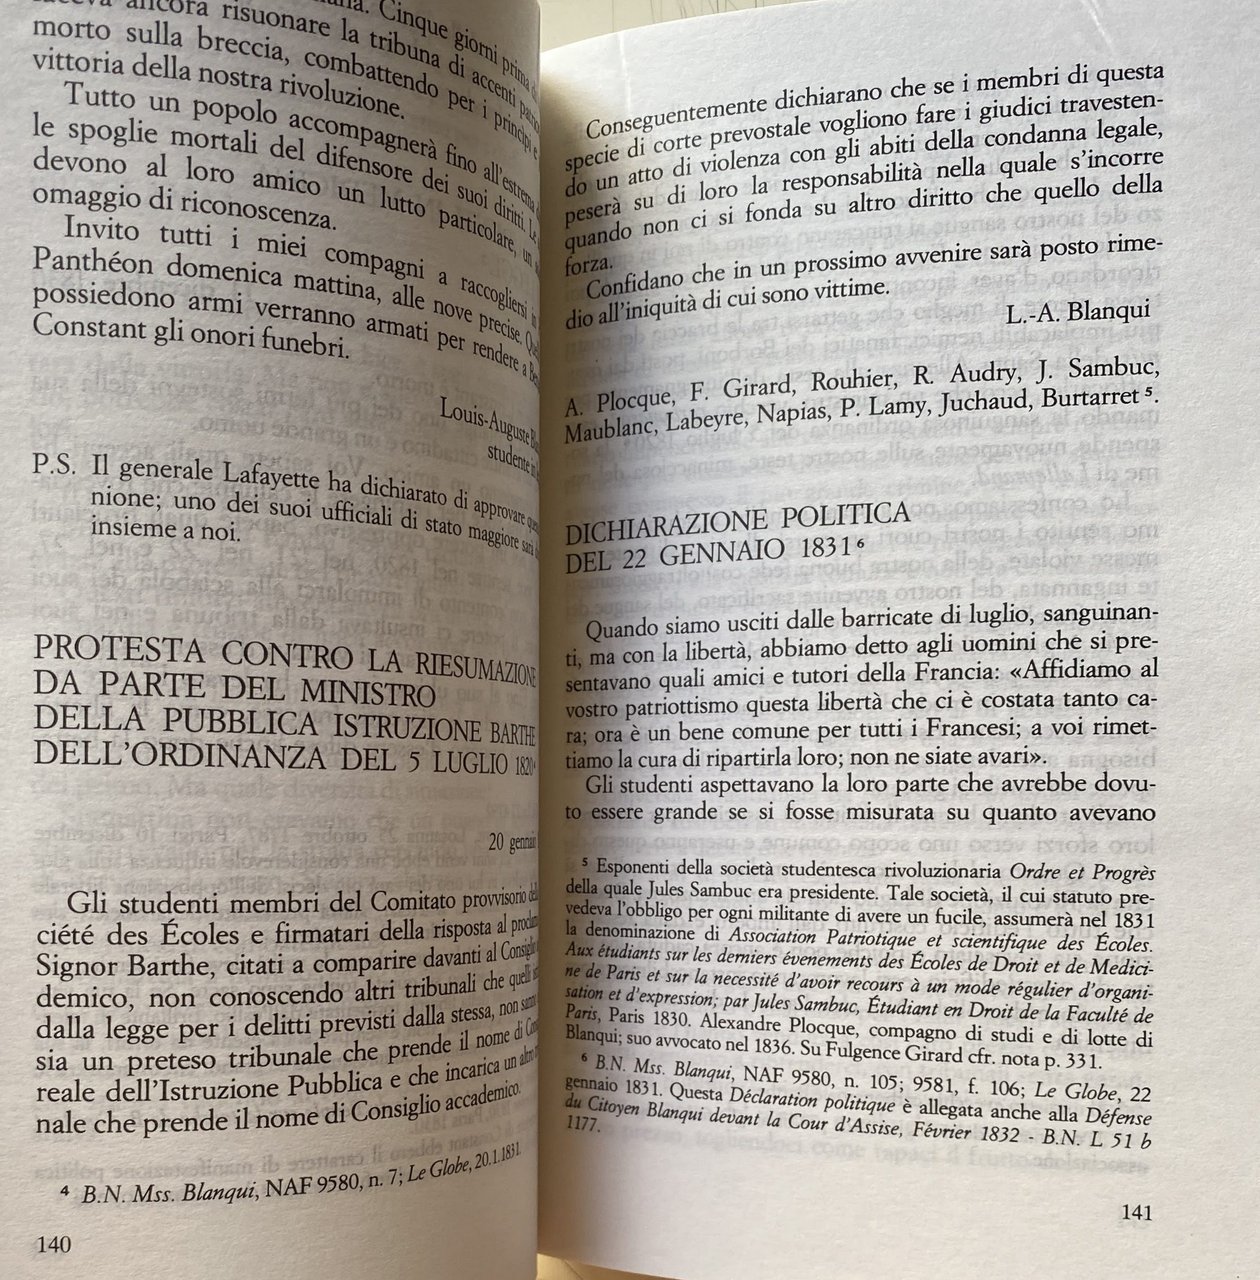 ancora risuonare la tribuna di accenti
morto sulla breccia, combattendo per i principi e
vittoria della nostra rivoluzione.
Tutto un popolo accompagnerà fino all'estrema
le spoglie mortali del difensore dei suoi diritti. Le
devono al loro amico un lutto particolare, un
omaggio di riconoscenza.
Invito tutti i miei compagni a raccogliersi in
Panthéon domenica mattina, alle nove precise.
possiedono armi verranno armati per rendere a
Constant gli onori funebri.
Louis-Auguste
studente in
P.S. Il generale Lafayette ha dichiarato di approvare
nione; uno dei suoi ufficiali di stato maggiore sarà
insieme a noi.
PROTESTA CONTRO LA RIESUMAZIONE
DA PARTE DEL MINISTRO
DELLA PUBBLICA ISTRUZIONE BARTHE
DELL'ORDINANZA DEL 5 LUGLIO 1820⁴
20 gennaio
Gli studenti membri del Comitato provvisorio
ciété des Écoles e firmatari della risposta al
Signor Barthe, citati a comparire davanti al Consiglio
demico, non conoscendo altri tribunali che quelli
dalla legge per i delitti previsti dalla stessa, non sanno
sia un preteso tribunale che prende il nome di
reale dell'Istruzione Pubblica e che incarica un altro
nale che prende il nome di Consiglio accademico.
⁴ B.N. Mss. Blanqui, NAF 9580, n. 7; Le Globe, 20.1.1831.
140
Conseguentemente dichiarano che se i membri di questa
specie di corte prevostale vogliono fare i giudici travesten-
do un atto di violenza con gli abiti della condanna legale,
peserà su di loro la responsabilità nella quale s'incorre
quando non ci si fonda su altro diritto che quello della
forza.
Confidano che in un prossimo avvenire sarà posto rime-
dio all'iniquità di cui sono vittime.
L.-A. Blanqui
A. Plocque, F. Girard, Rouhier, R. Audry, J. Sambuc,
Maublanc, Labeyre, Napias, P. Lamy, Juchaud, Burtarret⁵.
DICHIARAZIONE POLITICA
DEL 22 GENNAIO 1831⁶
Quando siamo usciti dalle barricate di luglio, sanguinan-
ti, ma con la libertà, abbiamo detto agli uomini che si pre-
sentavano quali amici e tutori della Francia: «Affidiamo al
vostro patriottismo questa libertà che ci è costata tanto ca-
ra; ora è un bene comune per tutti i Francesi; a voi rimet-
tiamo la cura di ripartirla loro; non ne siate avari».
Gli studenti aspettavano la loro parte che avrebbe dovu-
to essere grande se si fosse misurata su quanto avevano
⁵ Esponenti della società studentesca rivoluzionaria Ordre et Progrès
della quale Jules Sambuc era presidente. Tale società, il cui statuto pre-
vedeva l'obbligo per ogni militante di avere un fucile, assumerà nel 1831
la denominazione di Association Patriotique et scientifique des Écoles.
Aux étudiants sur les derniers évenements des Écoles de Droit et de Medici-
ne de Paris et sur la necessité d'avoir recours à un mode régulier d'organi-
sation et d'expression; par Jules Sambuc, Étudiant en Droit de la Faculté de
Paris, Paris 1830. Alexandre Plocque, compagno di studi e di lotte di
Blanqui; suo avvocato nel 1836. Su Fulgence Girard cfr. nota p. 331.
⁶ B.N. Mss. Blanqui, NAF 9580, n. 105; 9581, f. 106; Le Globe, 22
gennaio 1831. Questa Déclaration politique è allegata anche alla Défense
du Citoyen Blanqui devant la Cour d'Assise, Février 1832 - B.N. L 51 b
1177.
141